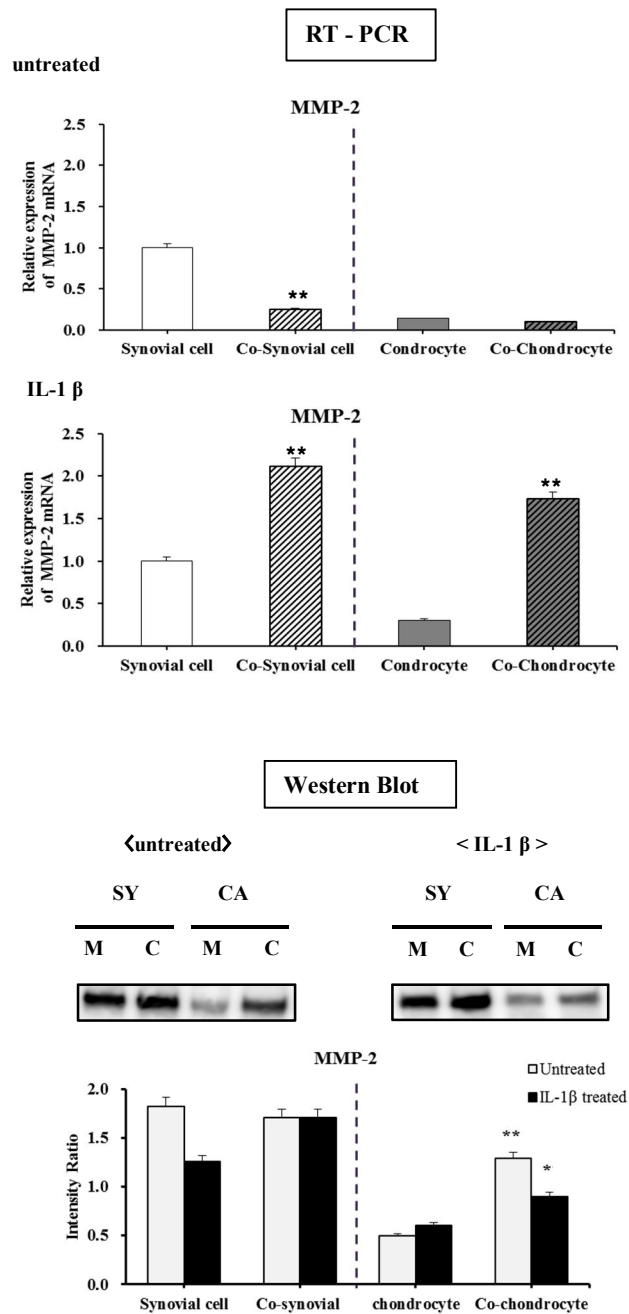 RT - PCR
untreated
MMP-2
Relative expression
of MMP-2 mRNA
2.5
2.0
1.5
1.0
0.5
0.0
**
Synovial cell Co-Synovial cell Condrocyte Co-Chondrocyte
IL-1 β
MMP-2
Relative expression
of MMP-2 mRNA
2.5
2.0
1.5
1.0
0.5
0.0
** **
Synovial cell Co-Synovial cell Condrocyte Co-Chondrocyte
Western Blot
〈untreated〉 < IL-1 β >
SY CA SY CA
M C M C M C M C
MMP-2
Untreated
IL-1β treated
Intensity Ratio
2.0
1.5
1.0
0.5
0.0
** *
Synovial cell Co-synovial chondrocyte Co-chondrocyte